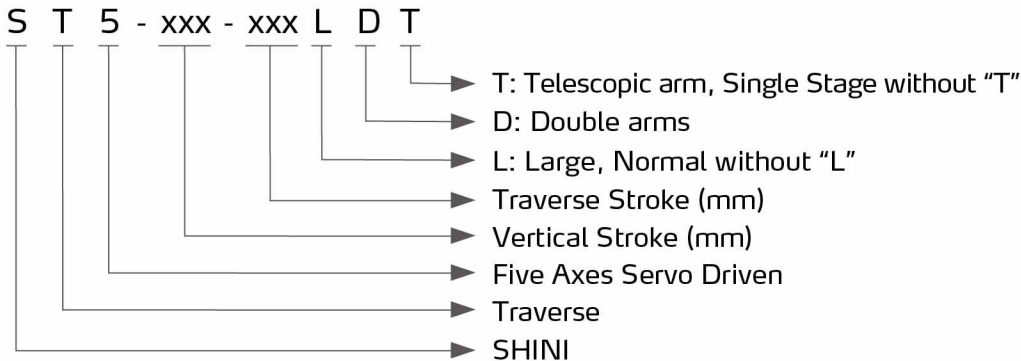 S T 5 - xxx - xxx L D T
T: Telescopic arm, Single Stage without “T”
D: Double arms
L: Large, Normal without “L”
Traverse Stroke (mm)
Vertical Stroke (mm)
Five Axes Servo Driven
Traverse
SHINI